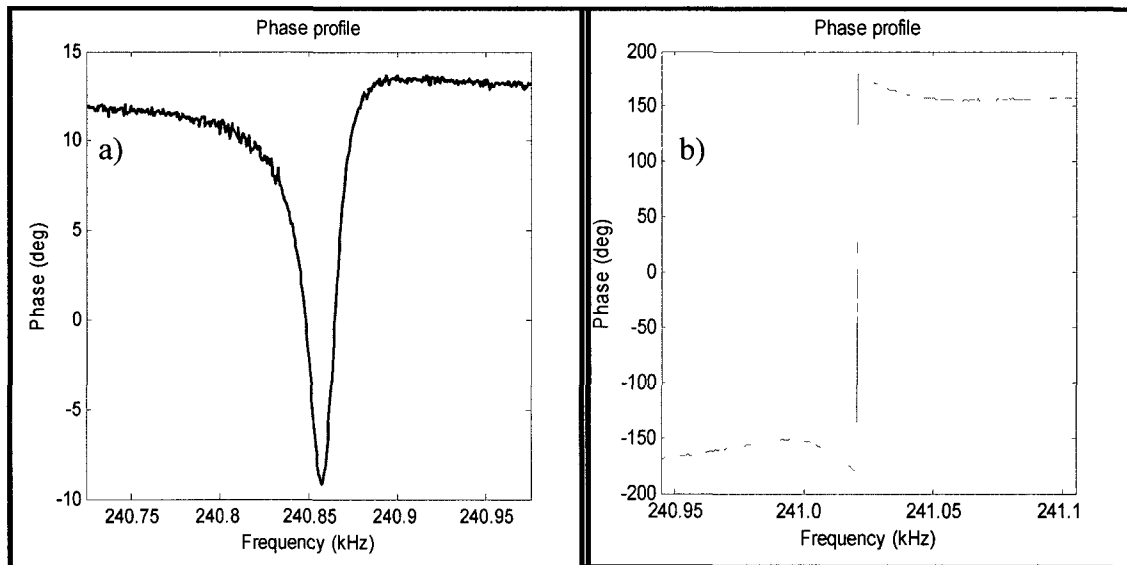 Phase profile
15
10
5
0
-5
-10
a)
Phase (deg)
240.75 240.8 240.85 240.9 240.95
Frequency (kHz)
Phase profile
200
150
100
50
0
-50
-100
-150
-200
b)
Phase (deg)
240.95 241.0 241.05 241.1
Frequency (kHz)